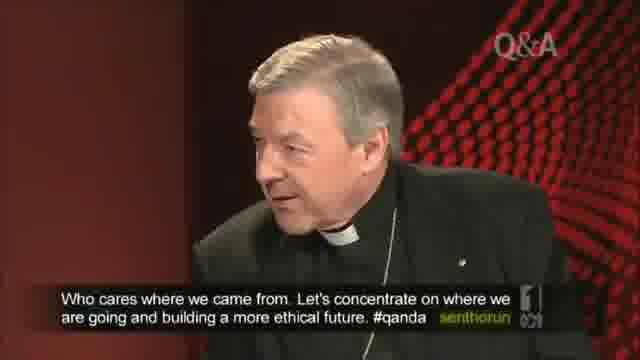 Q&A
Who cares where we came from. Let's concentrate on where we
are going and building a more ethical future. #qanda senthorun